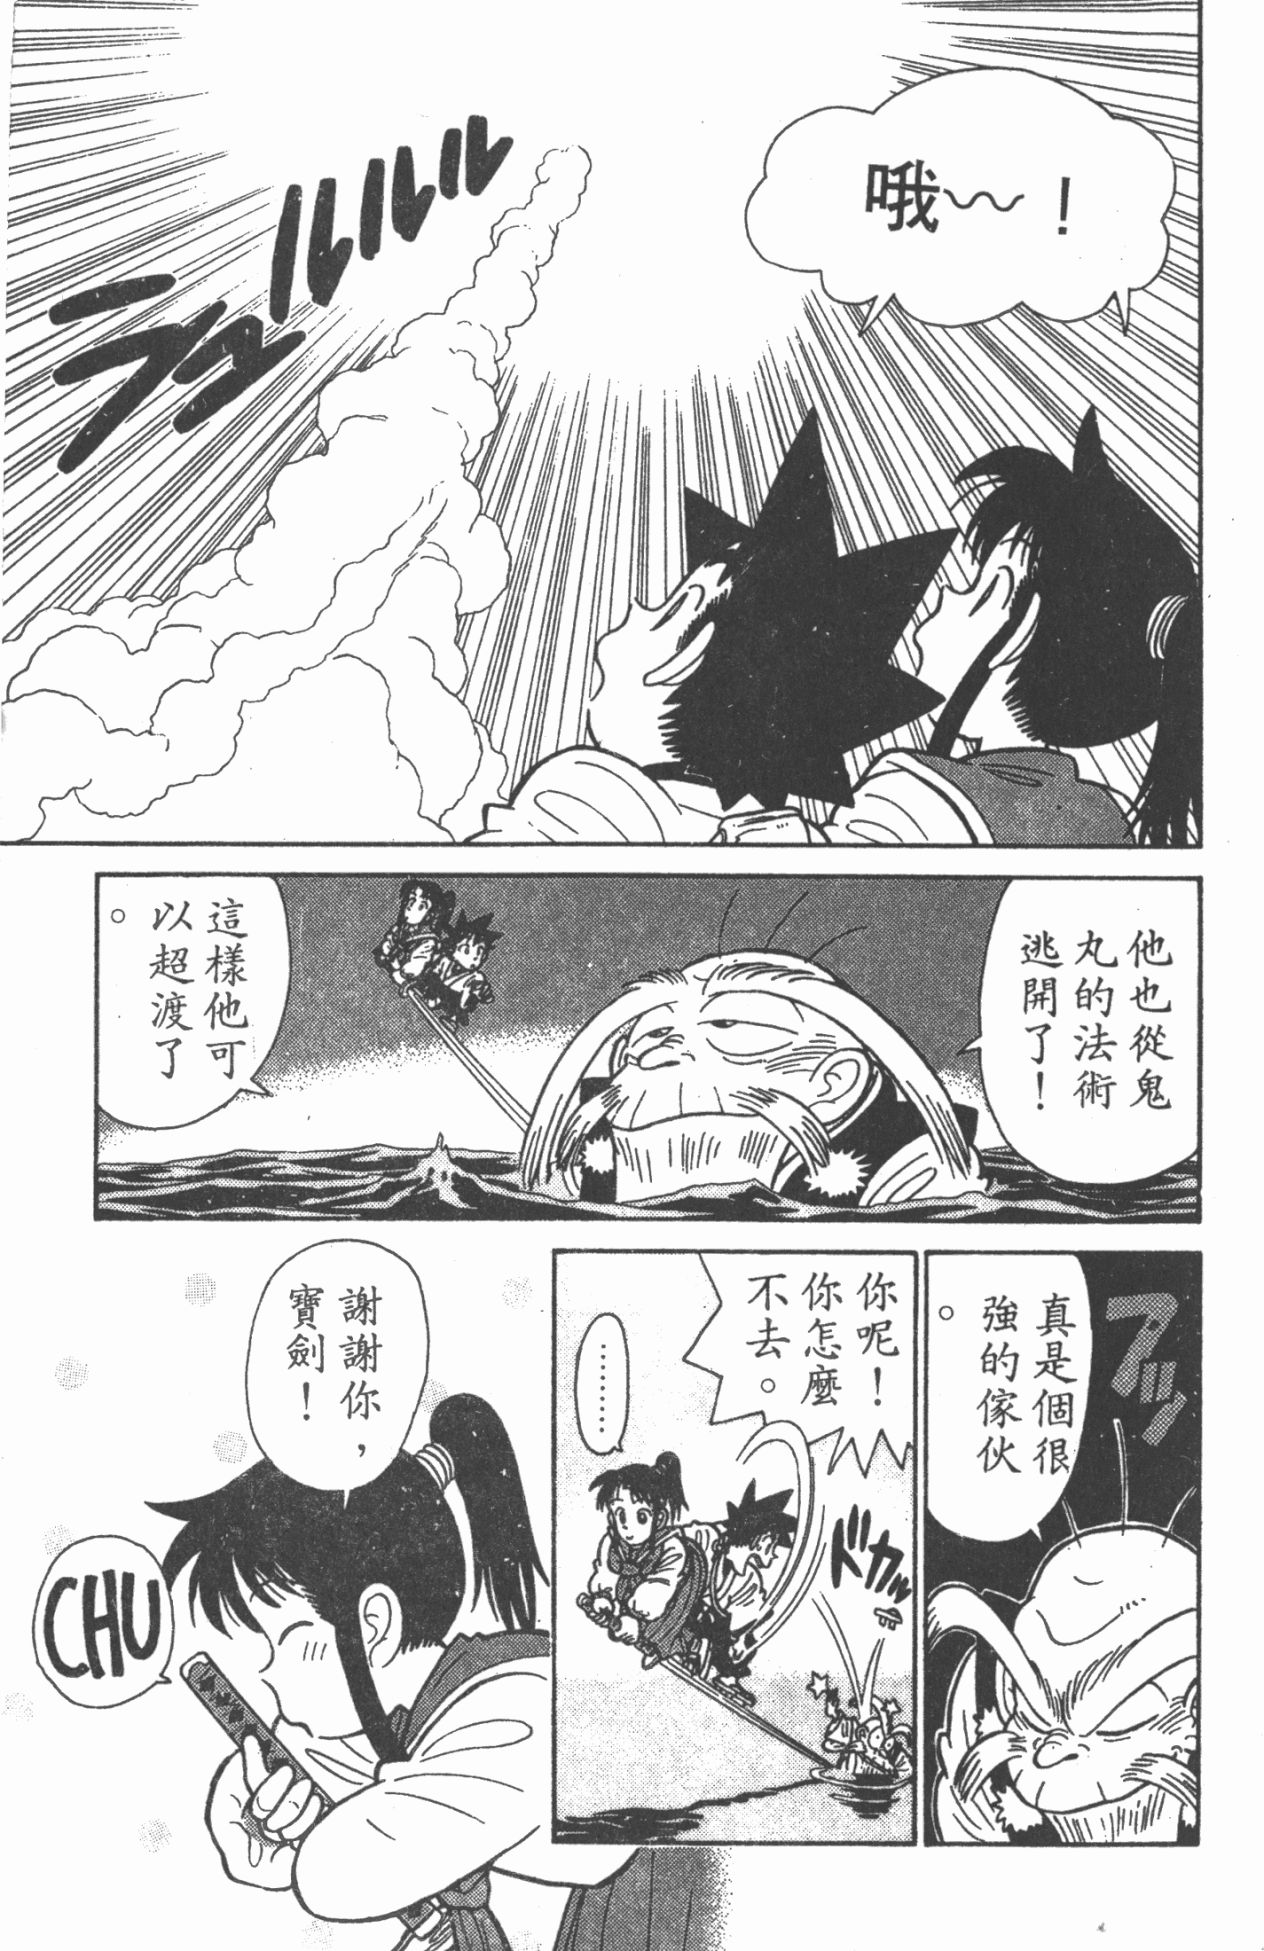 哦～！
ラュルルルル
他也從鬼
丸的法術
逃開了！
這樣他可
以超渡了
。
真是個很
強的傢伙
。
プッ
你呢！
你怎麼
不去。
………
ドカッ
謝謝你，
寶劍！
CHU